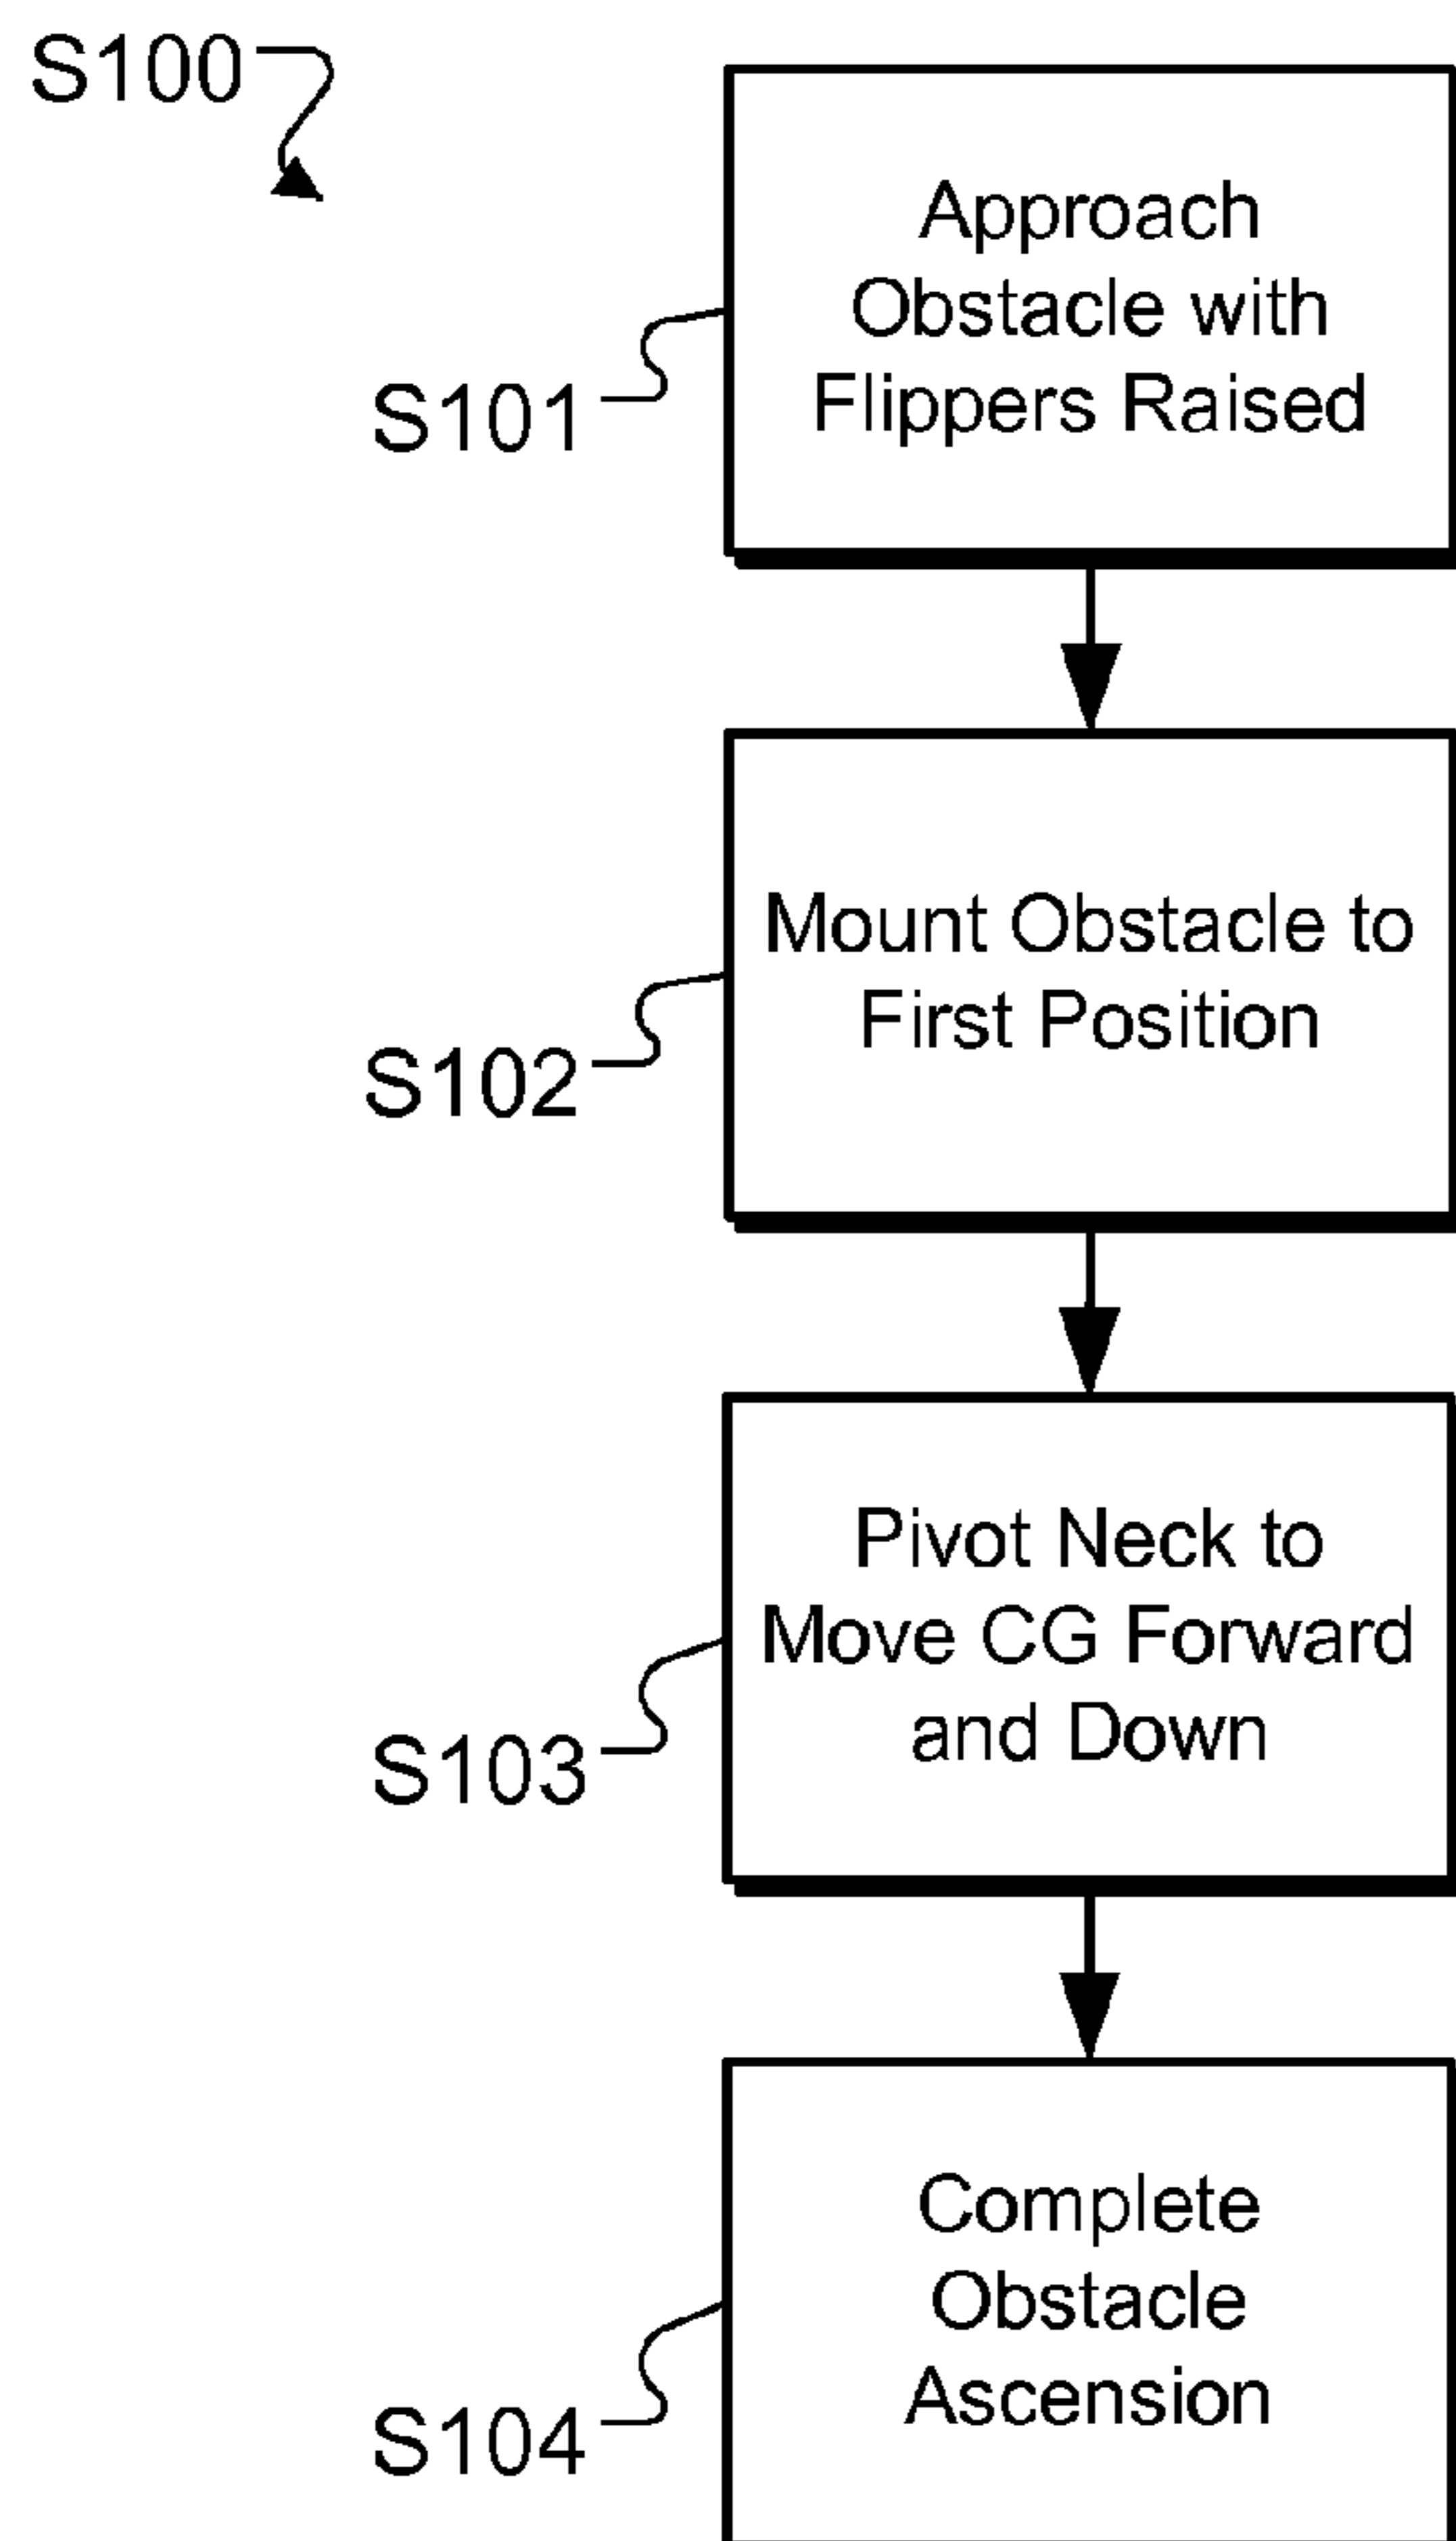 S100
Approach
Obstacle with
Flippers Raised
S101
Mount Obstacle to
First Position
S102
Pivot Neck to
Move CG Forward
and Down
S103
Complete
Obstacle
Ascension
S104